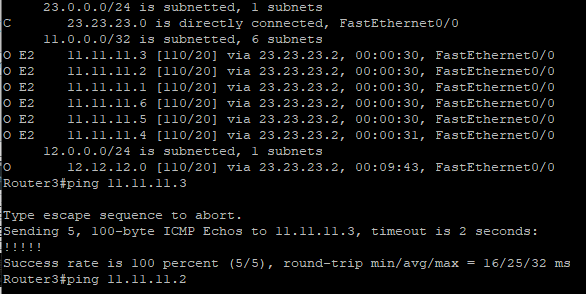 23.0.0.0/24 is subnetted, 1 subnets
C       23.23.23.0 is directly connected, FastEthernet0/0
     11.0.0.0/32 is subnetted, 6 subnets
O E2    11.11.11.3 [110/20] via 23.23.23.2, 00:00:30, FastEthernet0/0
O E2    11.11.11.2 [110/20] via 23.23.23.2, 00:00:30, FastEthernet0/0
O E2    11.11.11.1 [110/20] via 23.23.23.2, 00:00:30, FastEthernet0/0
O E2    11.11.11.6 [110/20] via 23.23.23.2, 00:00:30, FastEthernet0/0
O E2    11.11.11.5 [110/20] via 23.23.23.2, 00:00:30, FastEthernet0/0
O E2    11.11.11.4 [110/20] via 23.23.23.2, 00:00:31, FastEthernet0/0
     12.0.0.0/24 is subnetted, 1 subnets
O       12.12.12.0 [110/20] via 23.23.23.2, 00:09:43, FastEthernet0/0
Router3#ping 11.11.11.3
Type escape sequence to abort.
Sending 5, 100-byte ICMP Echos to 11.11.11.3, timeout is 2 seconds:
!!!!!
Success rate is 100 percent (5/5), round-trip min/avg/max = 16/25/32 ms
Router3#ping 11.11.11.2